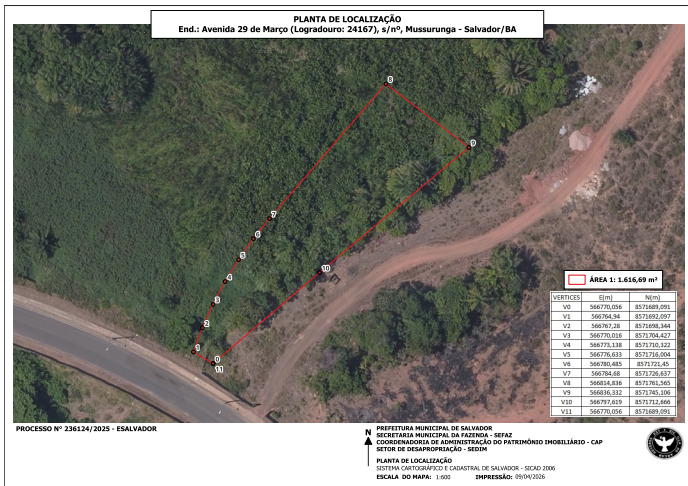 PLANTA DE LOCALIZAÇÃO
End.: Avenida 29 de Março (Logradouro: 24167), s/nº, Mussurunga - Salvador/BA
8
9
7
6
5
10
4
2
1
0
11
3
ÁREA 1: 1.616,69 m²
VERTICES E(m) N(m)
V0 566770,056 8571689,091
V1 566764,94 8571692,097
V2 566767,28 8571698,344
V3 566770,016 8571704,427
V4 566773,138 8571710,322
V5 566776,633 8571716,004
V6 566780,485 8571721,45
V7 566784,68 8571726,637
V8 566814,836 8571761,565
V9 566836,332 8571745,106
V10 566797,619 8571712,666
V11 566770,056 8571689,091
PROCESSO Nº 236124/2025 - ESALVADOR
N
PREFEITURA MUNICIPAL DE SALVADOR
SECRETARIA MUNICIPAL DA FAZENDA - SEFAZ
COORDENADORIA DE ADMINISTRAÇÃO DO PATRIMÔNIO IMOBILIÁRIO - CAP
SETOR DE DESAPROPRIAÇÃO - SEDIM
PLANTA DE LOCALIZAÇÃO
SISTEMA CARTOGRÁFICO E CADASTRAL DE SALVADOR - SICAD 2006
ESCALA DO MAPA: 1:600 IMPRESSÃO: 09/04/2026